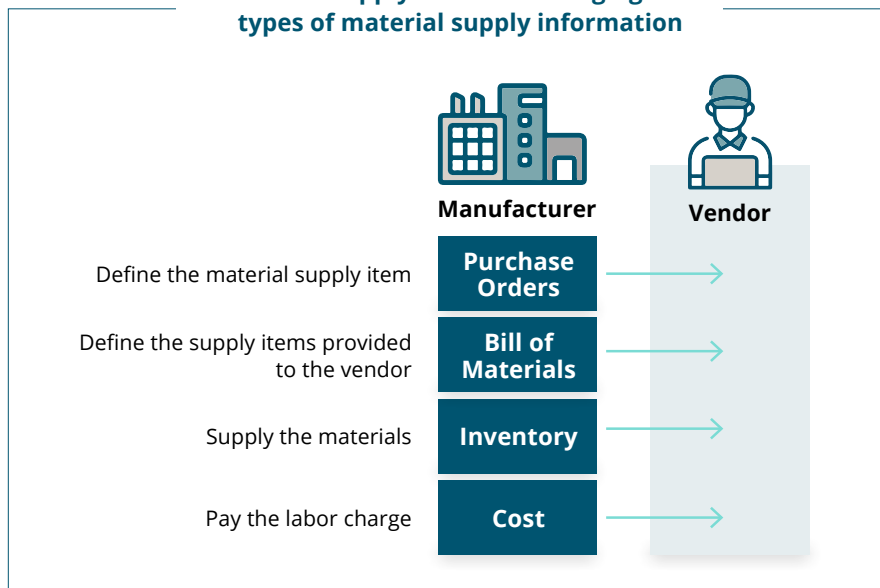 types of material supply information
Manufacturer
Vendor
Define the material supply item
Purchase
Orders
Define the supply items provided
to the vendor
Bill of
Materials
Supply the materials
Inventory
Pay the labor charge
Cost